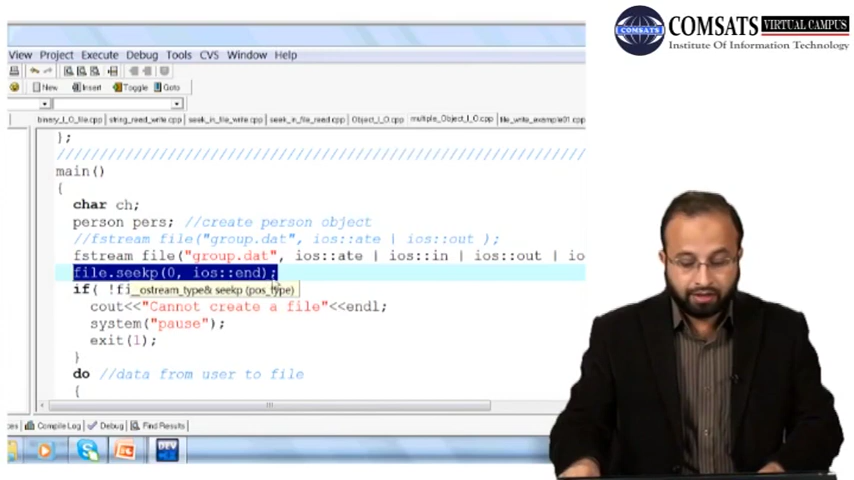 COMSATS VIRTUAL CAMPUS
COMSATS
Institute Of Information Technology
View Project Execute Debug Tools CVS Window Help
New Insert Toggle Goto
binary_I_O_file.cpp string_reed_write.cpp seek_in_file_write.cpp seek_in_file_reed.cpp Object_I_O.cpp multiple_Object_I_O.cpp file_write_example01.cpp
};
//////////////////////////////////////////////////////////////
main()
{
char ch;
person pers; //create person object
//fstream file("group.dat", ios::ate | ios::out );
fstream file("group.dat", ios::ate | ios::in | ios::out | io
file.seekp(0, ios::end);
if( !fi __ostream_type& seekp (pos_type)
cout<<"Cannot create a file"<<endl;
system("pause");
exit(1);
}
do //data from user to file
{
Compile Log Debug Find Results
DEV